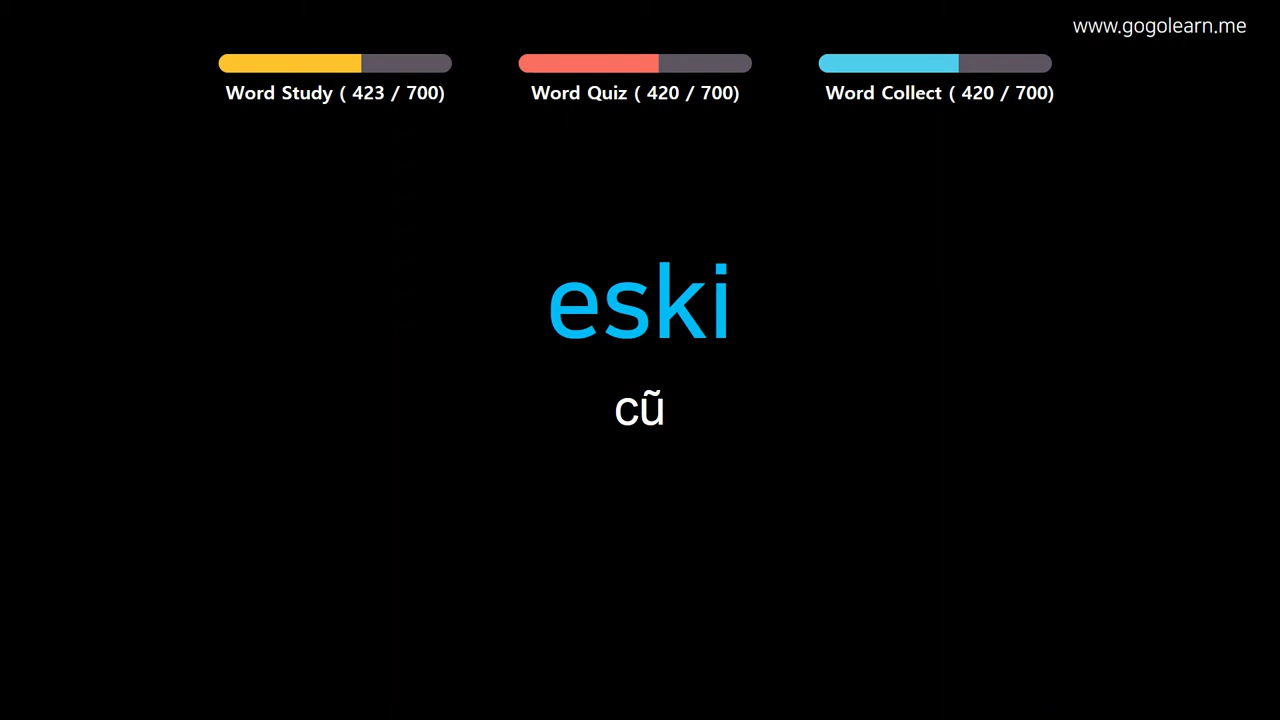 www.gogolearn.me
Word Study ( 423 / 700)
Word Quiz ( 420 / 700)
Word Collect ( 420 / 700)
eski
cũ